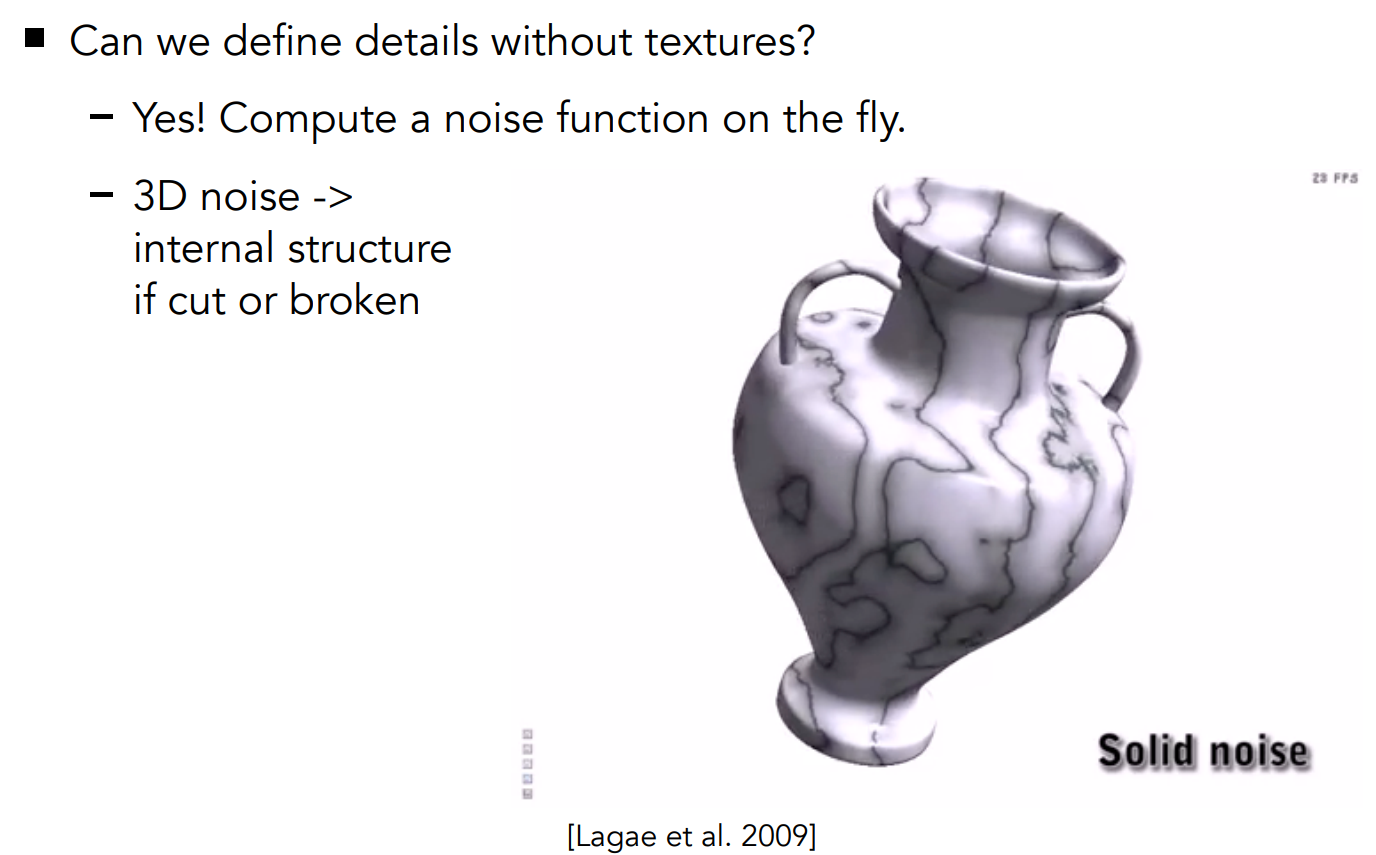 ■ Can we define details without textures?
– Yes! Compute a noise function on the fly.
– 3D noise ->
internal structure
if cut or broken
23 FPS
Solid noise
[Lagae et al. 2009]